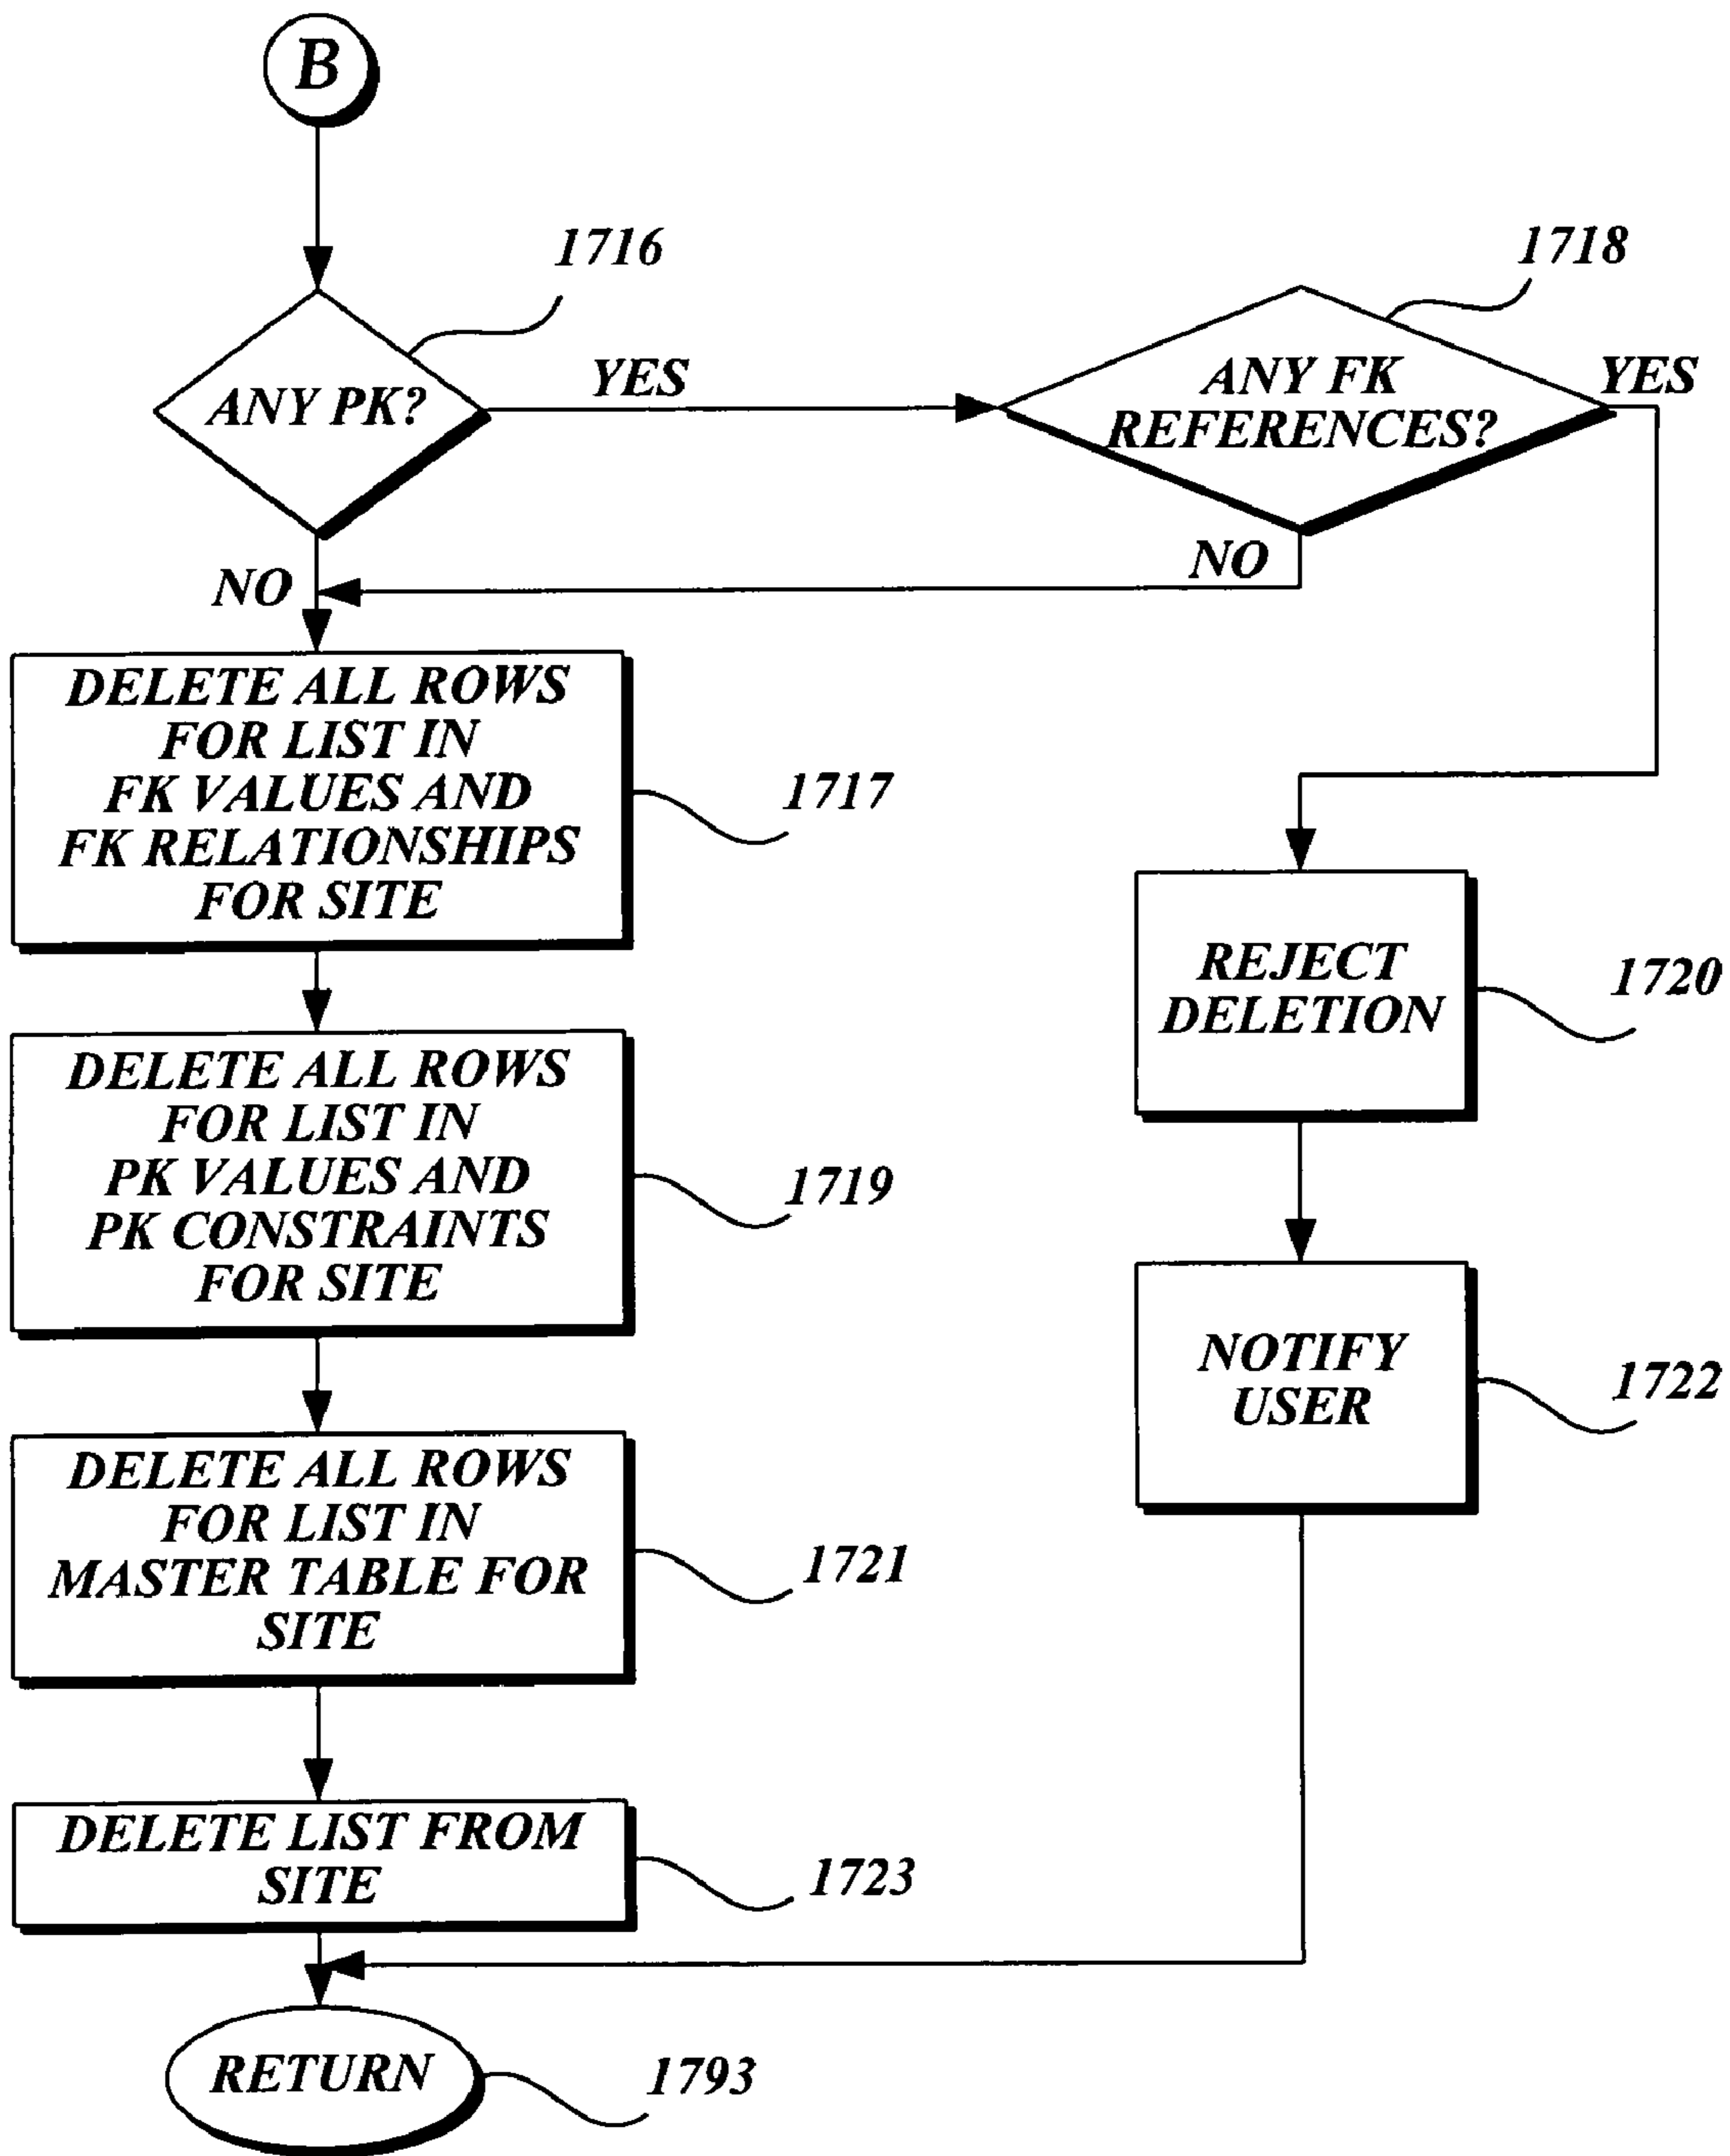 B
1716
1718
ANY PK?
YES
ANY FK
REFERENCES?
YES
NO
NO
DELETE ALL ROWS
FOR LIST IN
FK VALUES AND
FK RELATIONSHIPS
FOR SITE
1717
REJECT
DELETION
1720
DELETE ALL ROWS
FOR LIST IN
PK VALUES AND
PK CONSTRAINTS
FOR SITE
1719
NOTIFY
USER
1722
DELETE ALL ROWS
FOR LIST IN
MASTER TABLE FOR
SITE
1721
DELETE LIST FROM
SITE
1723
RETURN
1793